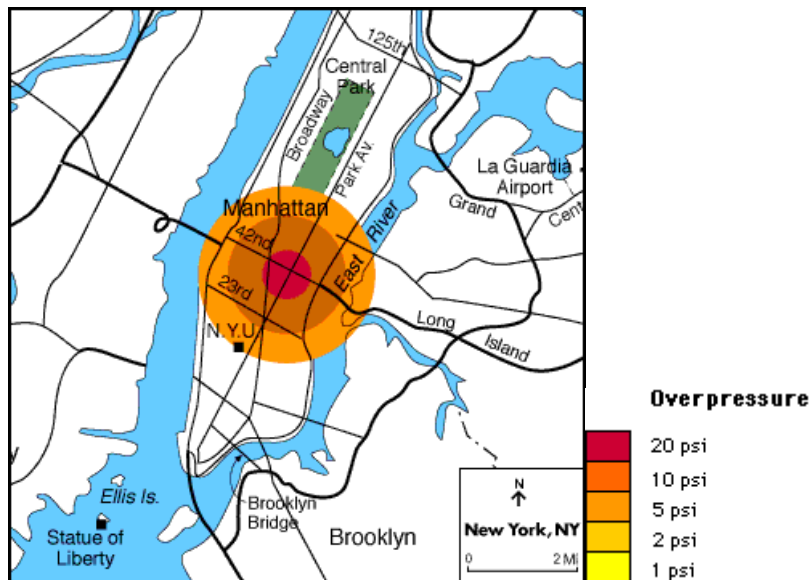 125th
Central
Park
Broadway
Park Av.
La Guardia
Airport
Grand
Cent
Manhattan
42nd
River
East
23rd
N.Y.U.
Long
Island
Overpressure
20 psi
10 psi
5 psi
2 psi
1 psi
Ellis Is.
Statue of
Liberty
Brooklyn
Bridge
Brooklyn
N
New York, NY
0
2 Mi